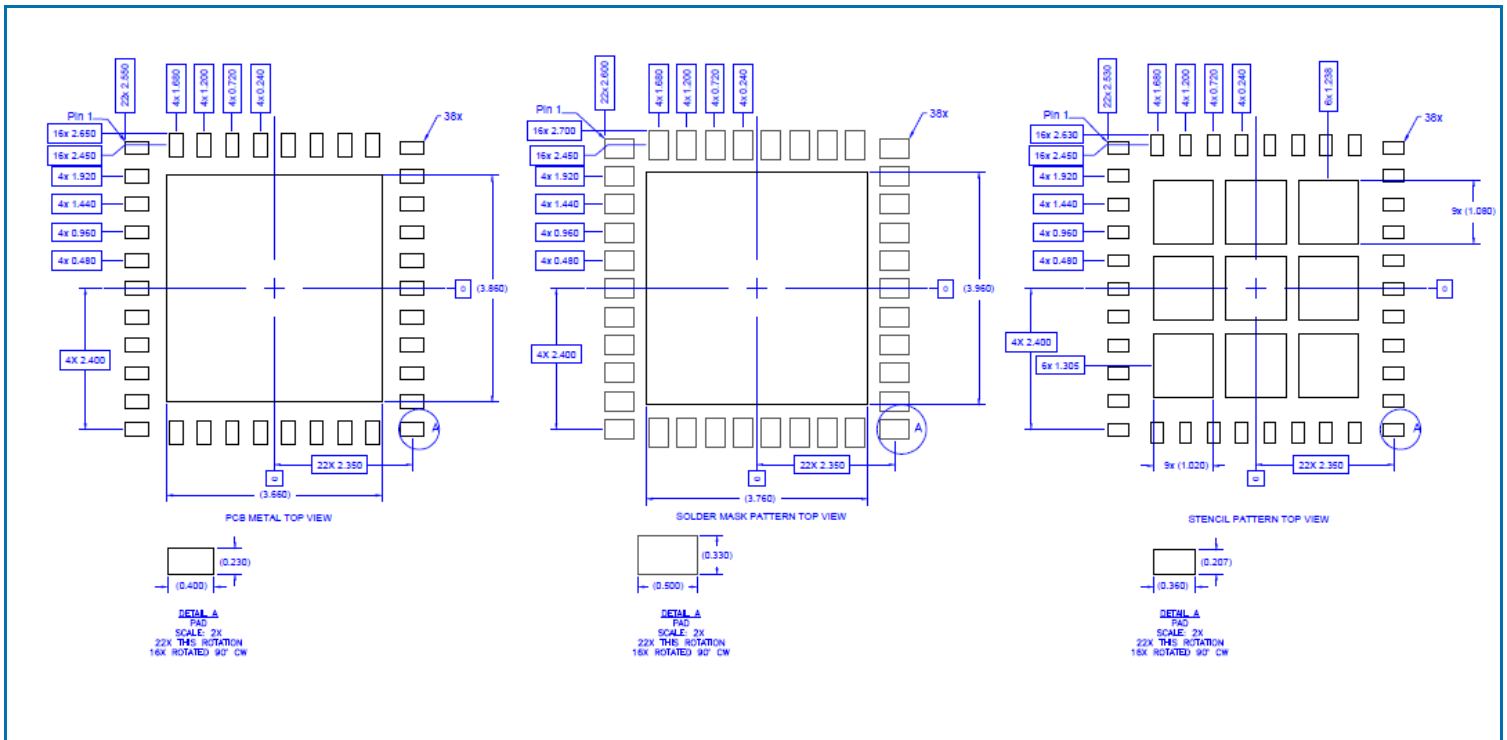 22x 2.550
4x 1.680
4x 1.200
4x 0.720
4x 0.240
Pin 1
38x
16x 2.650
16x 2.450
4x 1.920
4x 1.440
4x 0.960
4x 0.480
0
(3.860)
4X 2.400
A
22X 2.350
0
(3.660)
PCB METAL TOP VIEW
(0.230)
(0.400)
DETAIL A
PAD
SCALE: 2X
22X THIS ROTATION
16X ROTATED 90° CW
22x 2.600
4x 1.680
4x 1.200
4x 0.720
4x 0.240
Pin 1
38x
16x 2.700
16x 2.450
4x 1.920
4x 1.440
4x 0.960
4x 0.480
0
(3.960)
4X 2.400
A
22X 2.350
0
(3.760)
SOLDER MASK PATTERN TOP VIEW
(0.330)
(0.500)
DETAIL A
PAD
SCALE: 2X
22X THIS ROTATION
16X ROTATED 90° CW
22x 2.530
4x 1.680
4x 1.200
4x 0.720
4x 0.240
6x 1.238
Pin 1
38x
16x 2.630
16x 2.450
4x 1.920
4x 1.440
4x 0.960
4x 0.480
9x (1.080)
0
4X 2.400
6x 1.305
A
9x (1.020)
22X 2.350
0
STENCIL PATTERN TOP VIEW
(0.207)
(0.360)
DETAIL A
PAD
SCALE: 2X
22X THIS ROTATION
16X ROTATED 90° CW